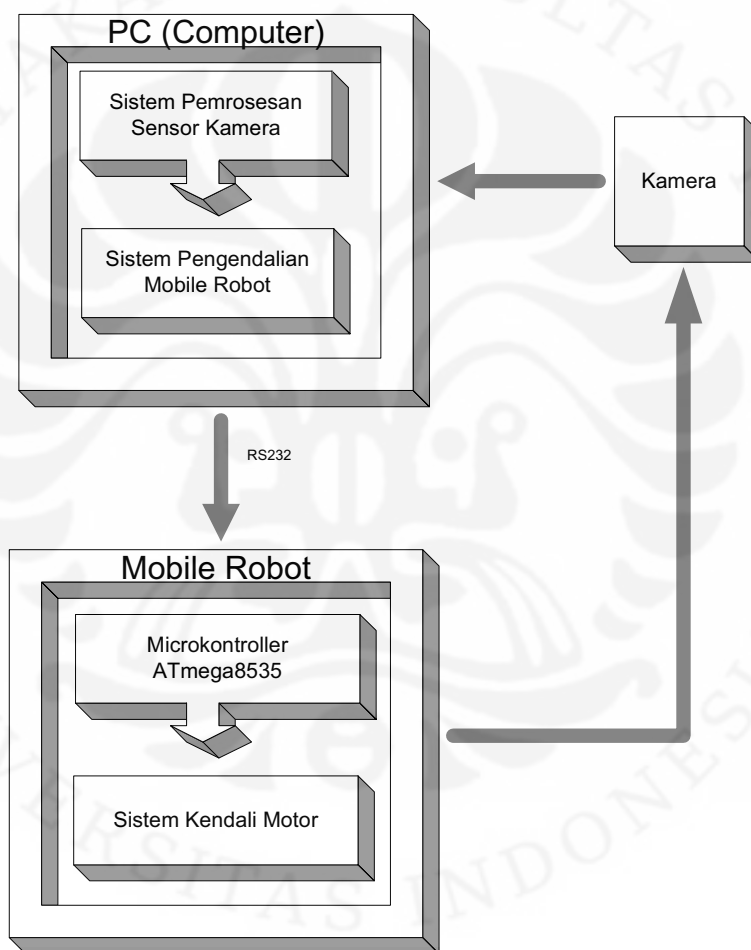 PC (Computer)
Sistem Pemrosesan
Sensor Kamera
Kamera
Sistem Pengendalian
Mobile Robot
RS232
Mobile Robot
Microkontroller
ATmega8535
Sistem Kendali Motor